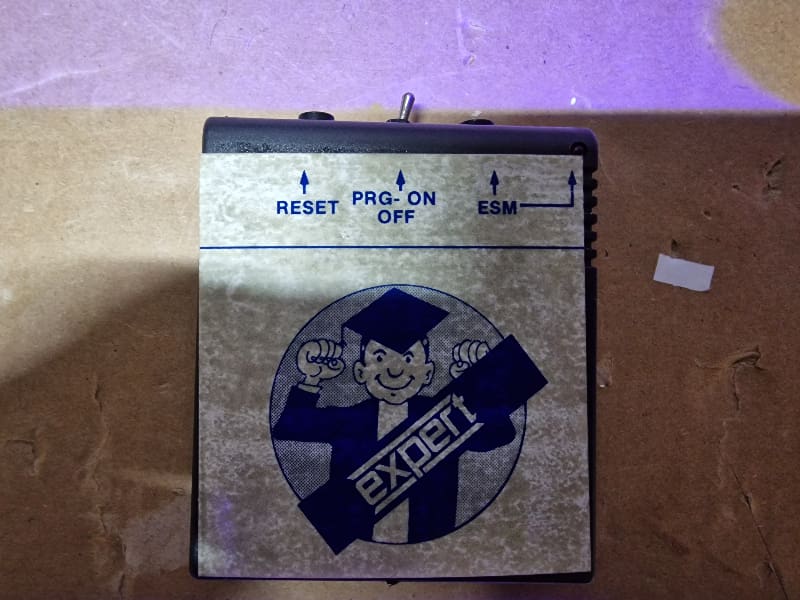 RESET PRG- ON ESM
OFF
expert